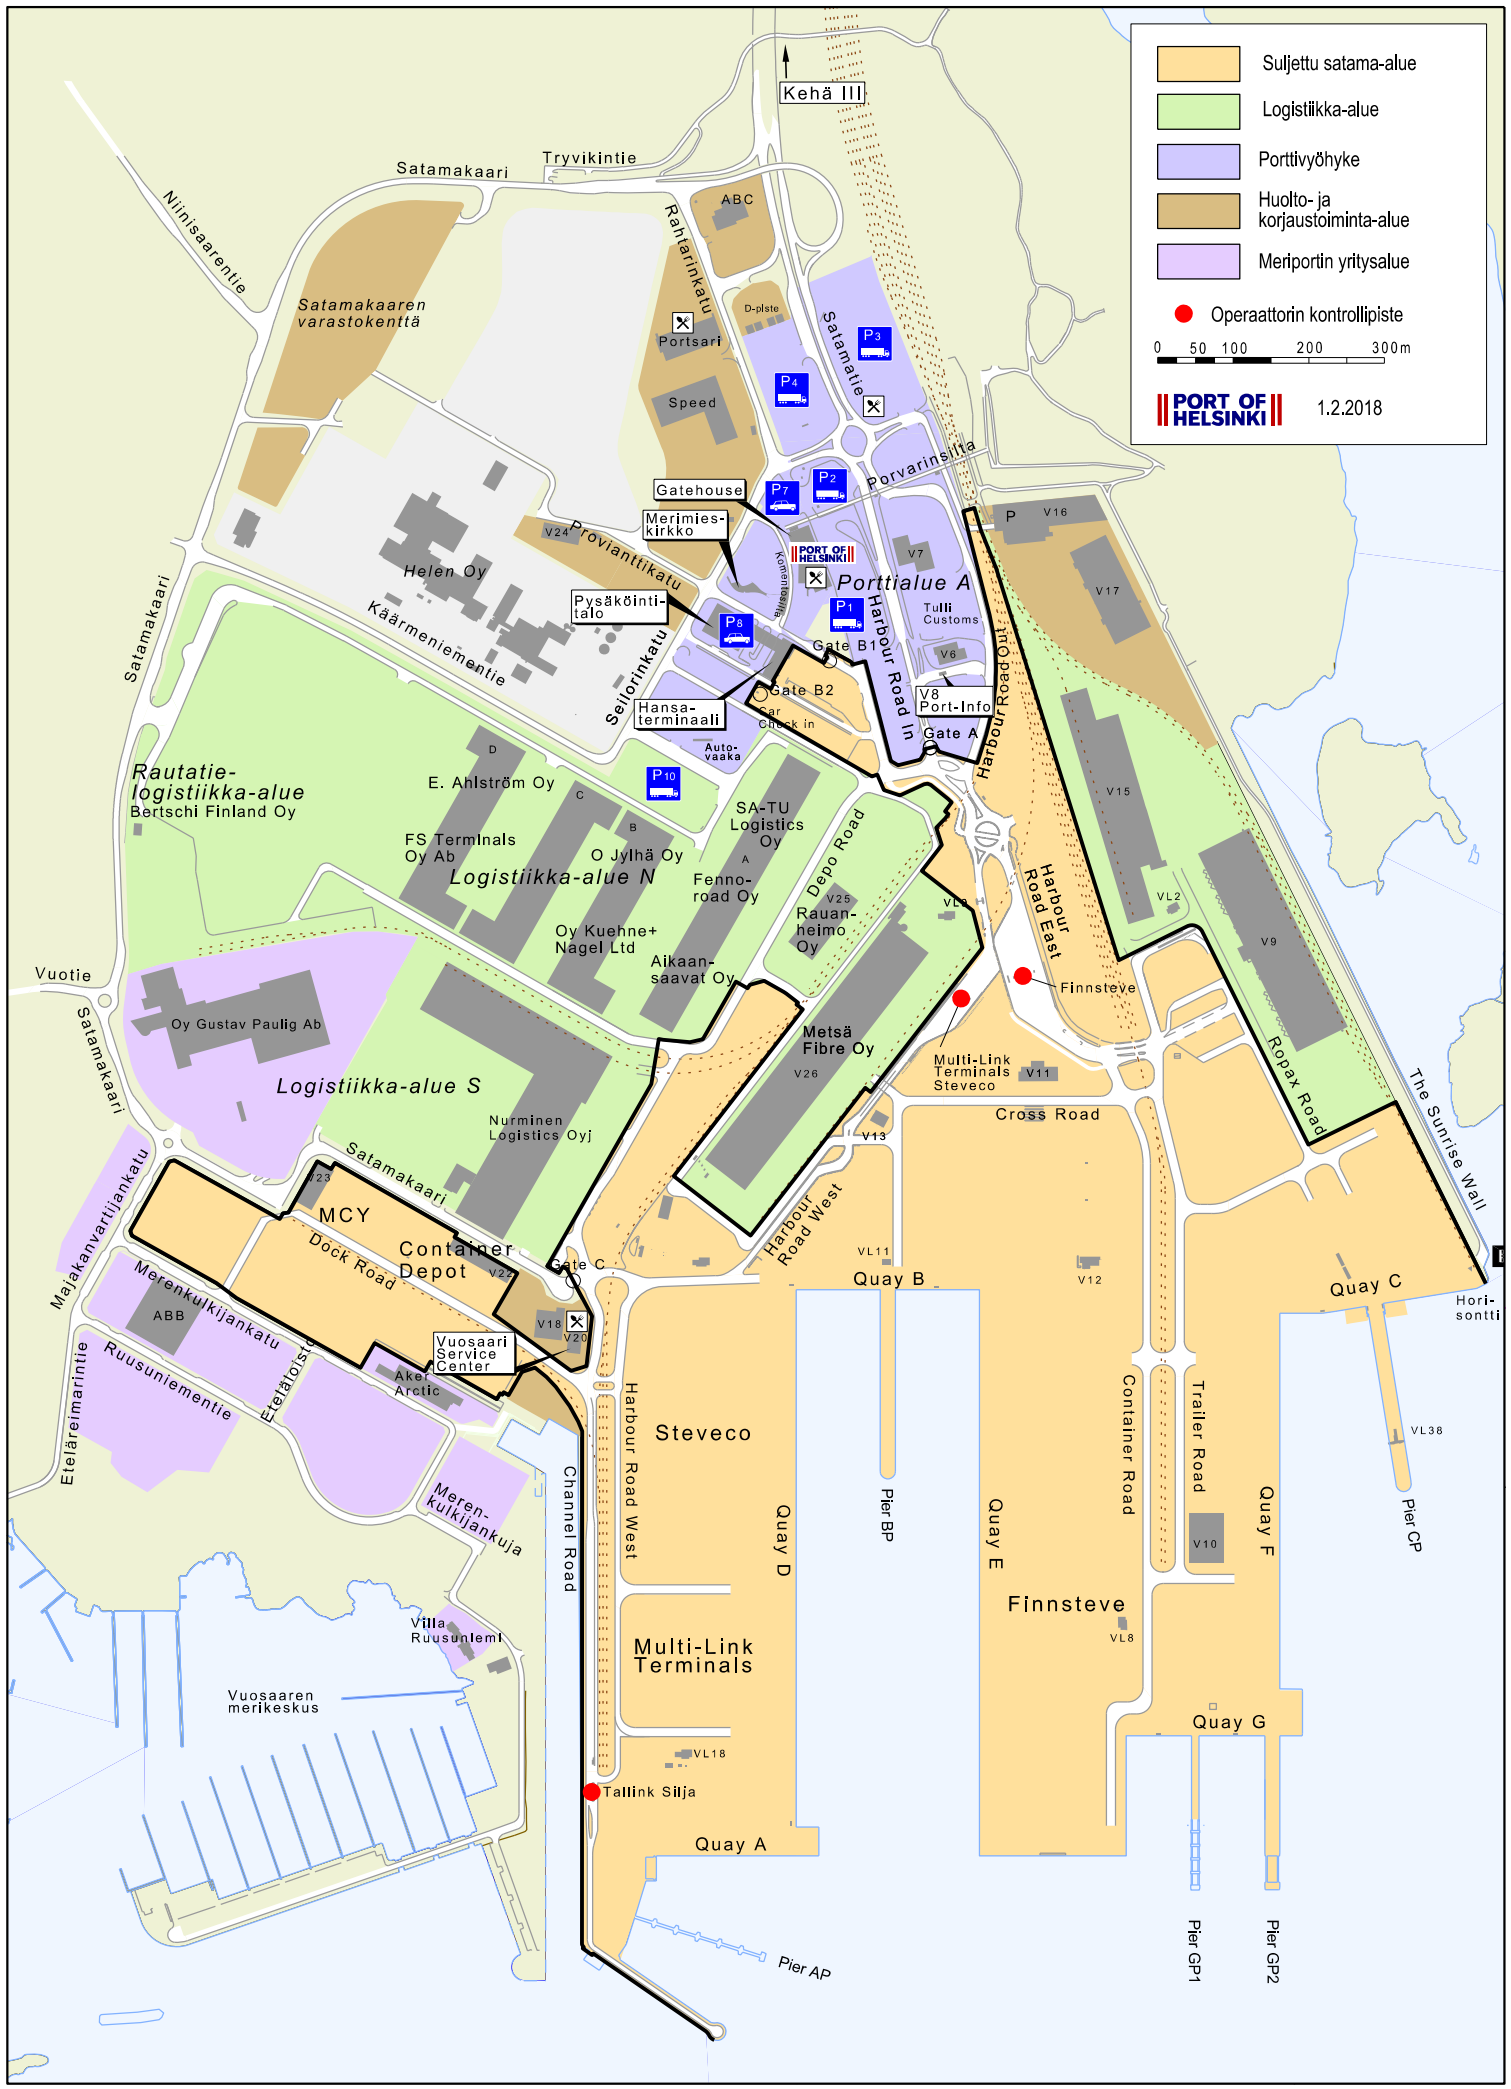 Suljettu satama-alue
Logistiikka-alue
Porttivyöhyke
Huolto- ja
korjaustoiminta-alue
Meriportin yritysalue
Operaattorin kontrollipiste
0 50 100 200 300m
PORT OF
HELSINKI
1.2.2018
Kehä III
Tryvikintie
Satamakaari
Niinisaarentie
Rahtarinkatu
ABC
Satamakaaren
varastokenttä
D-plste
Portsari
Satamatie
P3
P4
Speed
Porvarinsilta
P2
P7
Gatehouse
Merimies-
kirkko
PORT OF
HELSINKI
Komentosilta
V24
Provianttikatu
Helen Oy
Käärmeniementie
Satamakaari
Pysäköinti-
talo
P8
P1
Porttialue A
V7
Tulli
Customs
V6
V8
Port-Info
P
V16
V17
Gate B1
Gate B2
Car
Check in
Hansa-
terminaali
Seilorinkatu
Harbour Road In
Harbour Road Out
Gate A
Auto-
vaaka
P10
Rautatie-
logistiikka-alue
Bertschi Finland Oy
D
E. Ahlström Oy
C
FS Terminals
Oy Ab
B
O Jylhä Oy
Logistiikka-alue N
SA-TU
Logistics
Oy
A
Fenno-
road Oy
Depo Road
V25
Rauan-
heimo
Oy
Oy Kuehne+
Nagel Ltd
Aikaan-
saavat Oy
VL3
V15
VL2
V9
Harbour
Road East
Finnsteve
Vuotie
Satamakaari
Oy Gustav Paulig Ab
Logistiikka-alue S
Nurminen
Logistics Oyj
Metsä
Fibre Oy
V26
Multi-Link
Terminals
Steveco
V11
Cross Road
V13
Ropax Road
The Sunrise Wall
Majakanvartijankatu
Satamakaari
V23
MCY
Dock Road
Container
Depot
V22
Gate C
Harbour
Road West
VL11
Quay B
V12
Quay C
Hori-
sontti
Merenkulkijankatu
ABB
Ruusuniementie
Eteläreimarintie
Eteläloisto
Vuosaari
Service
Center
V18
V20
Aker
Arctic
Meren-
kulkijankuja
Channel Road
Harbour Road West
Steveco
Quay D
Pier BP
Quay E
Container Road
Trailer Road
V10
Quay F
VL38
Pier CP
Finnsteve
VL8
Villa
Ruusuniemi
Vuosaaren
merikeskus
Multi-Link
Terminals
VL18
Tallink Silja
Quay A
Quay G
Pier AP
Pier GP1
Pier GP2